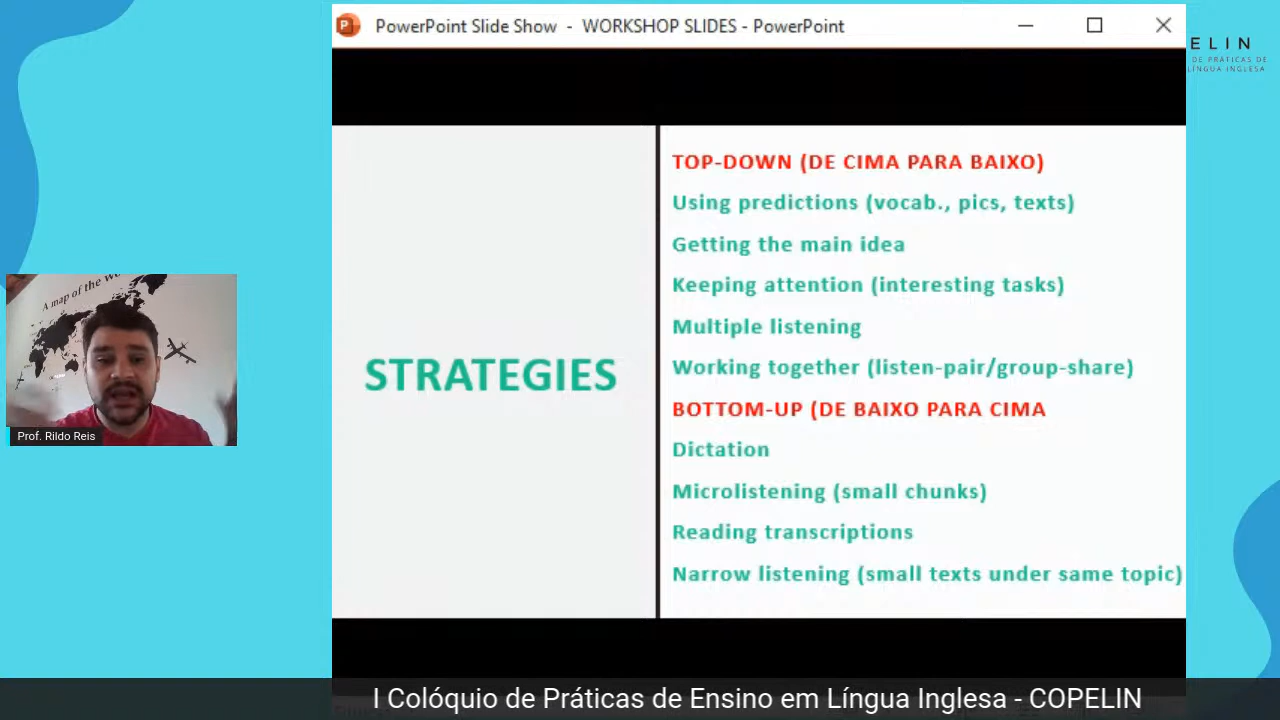 PowerPoint Slide Show - WORKSHOP SLIDES - PowerPoint
ELIN
DE PRÁTICAS DE
LÍNGUA INGLESA
A map of the
STRATEGIES
TOP-DOWN (DE CIMA PARA BAIXO)
Using predictions (vocab., pics, texts)
Getting the main idea
Keeping attention (interesting tasks)
Multiple listening
Working together (listen-pair/group-share)
BOTTOM-UP (DE BAIXO PARA CIMA
Dictation
Microlistening (small chunks)
Reading transcriptions
Narrow listening (small texts under same topic)
Prof. Rildo Reis
I Colóquio de Práticas de Ensino em Língua Inglesa - COPELIN